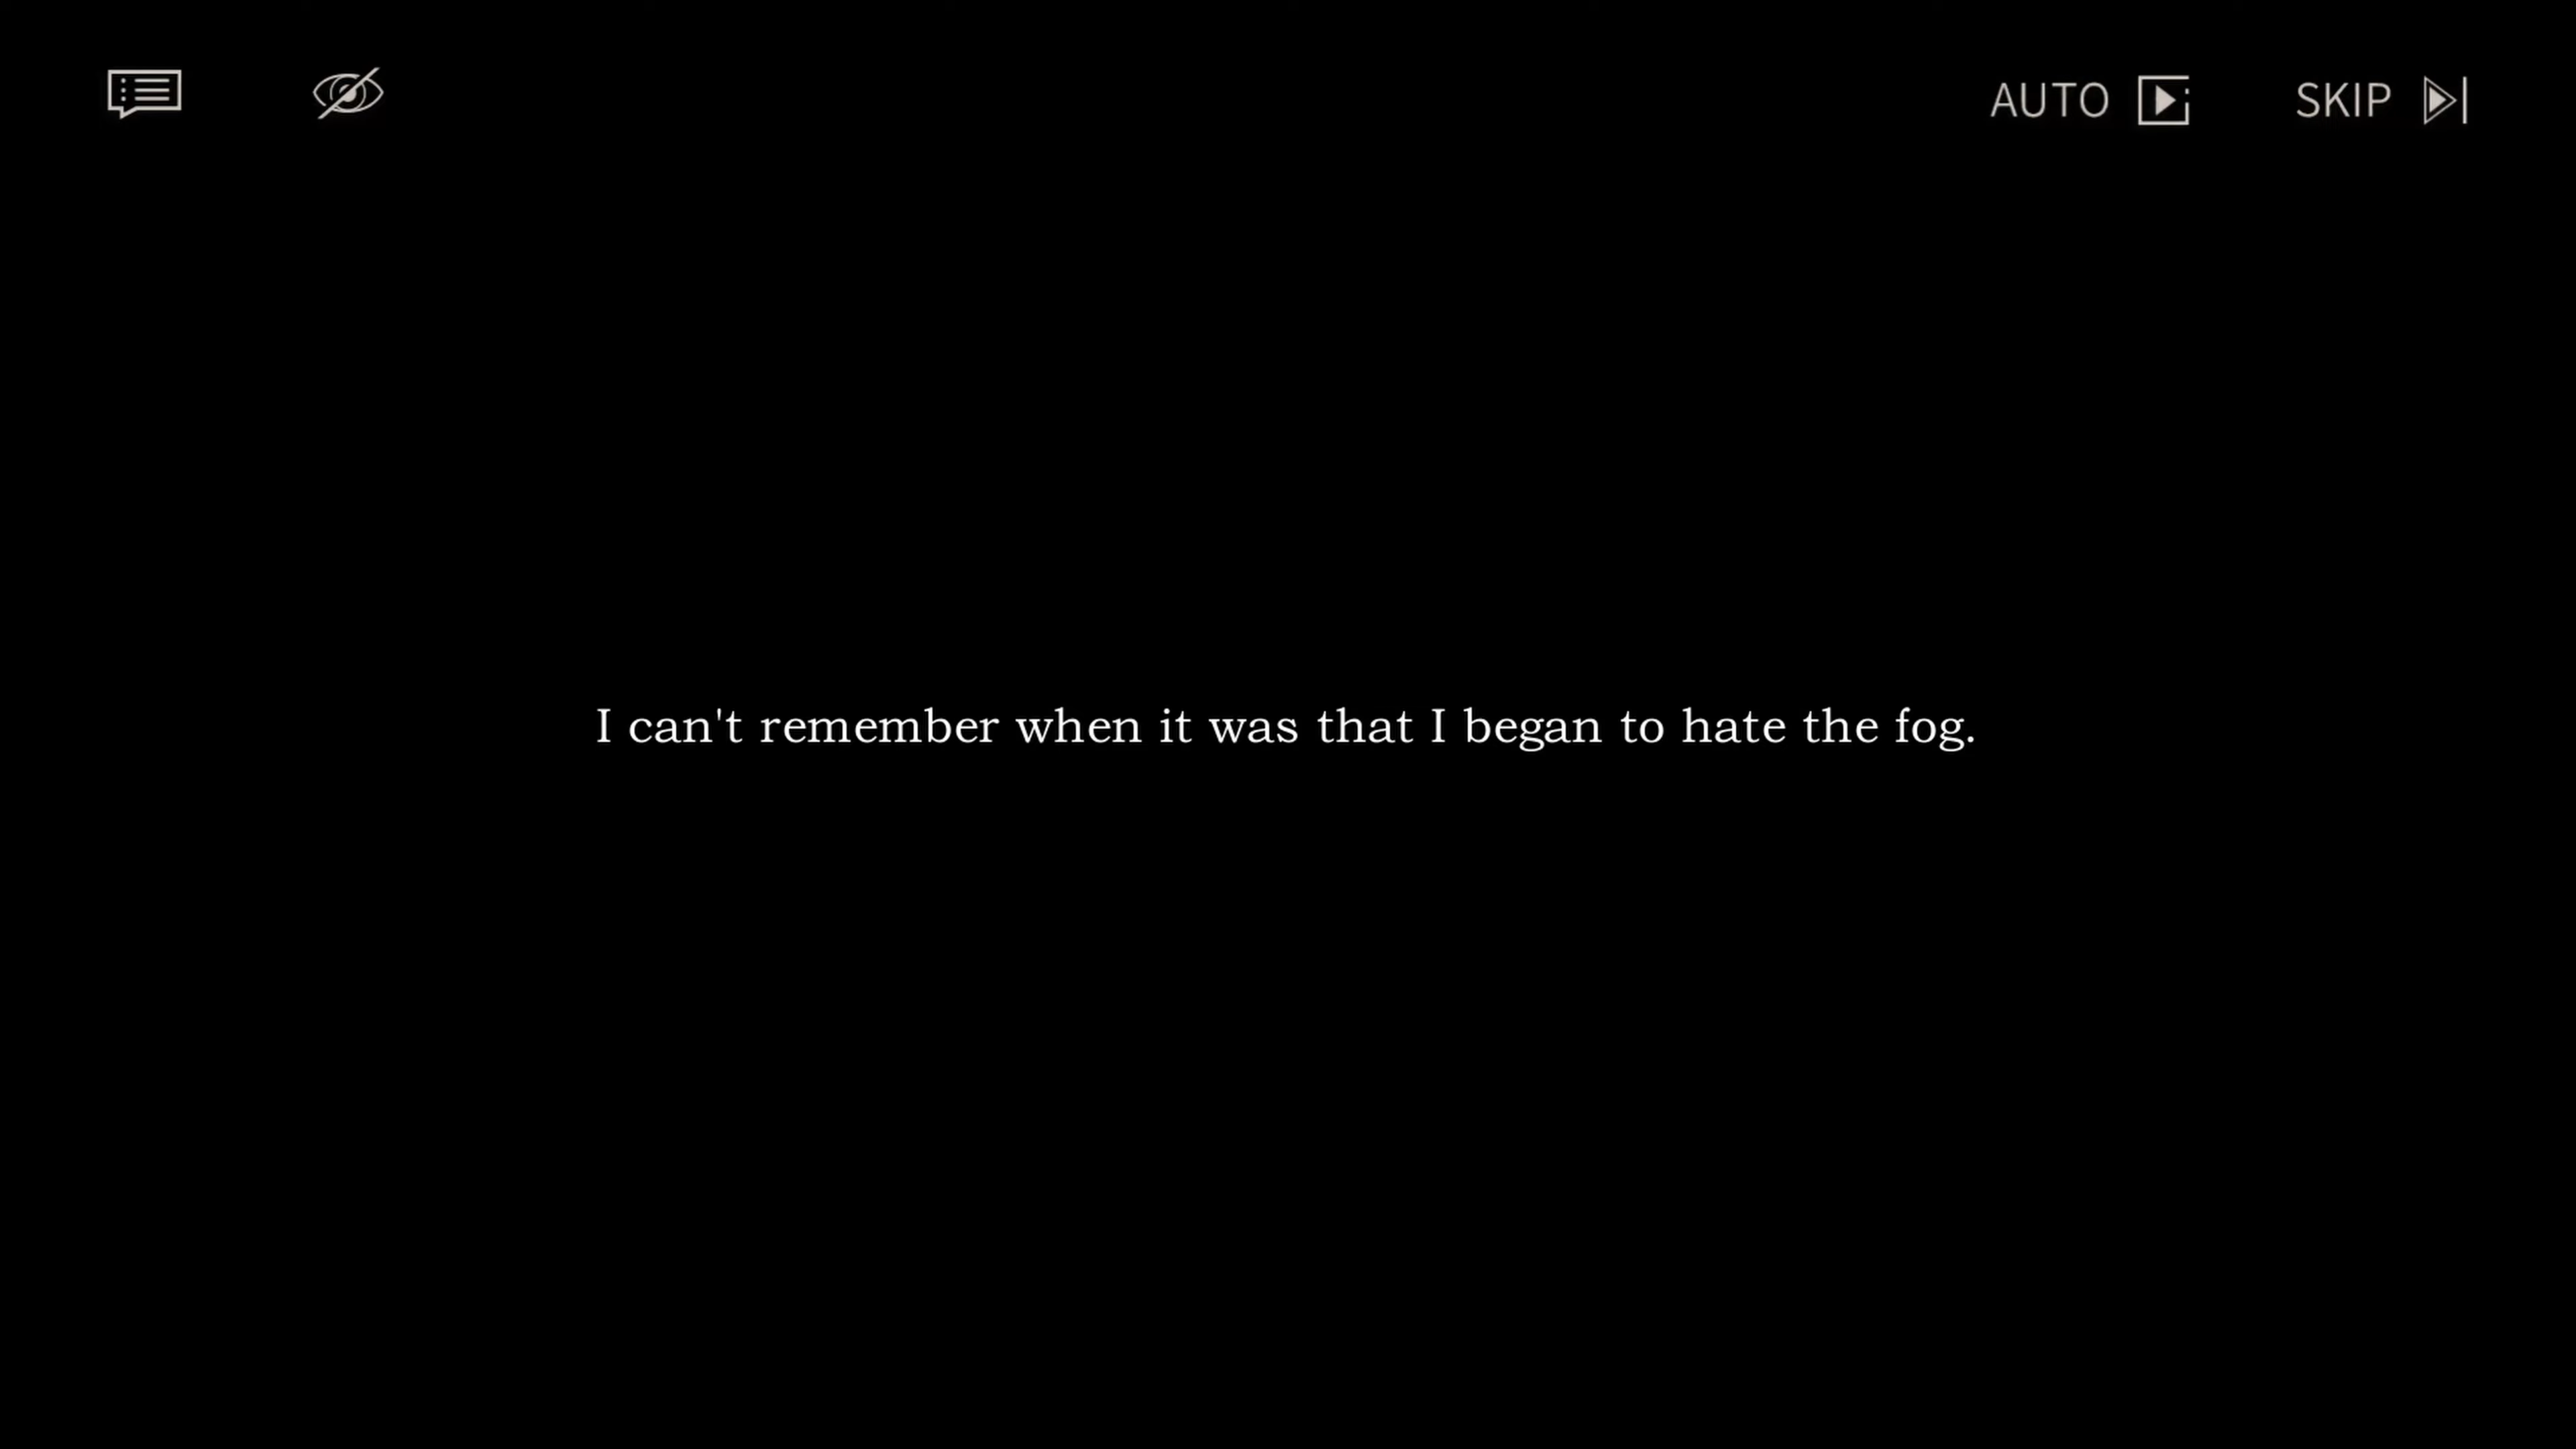 AUTO SKIP
I can't remember when it was that I began to hate the fog.